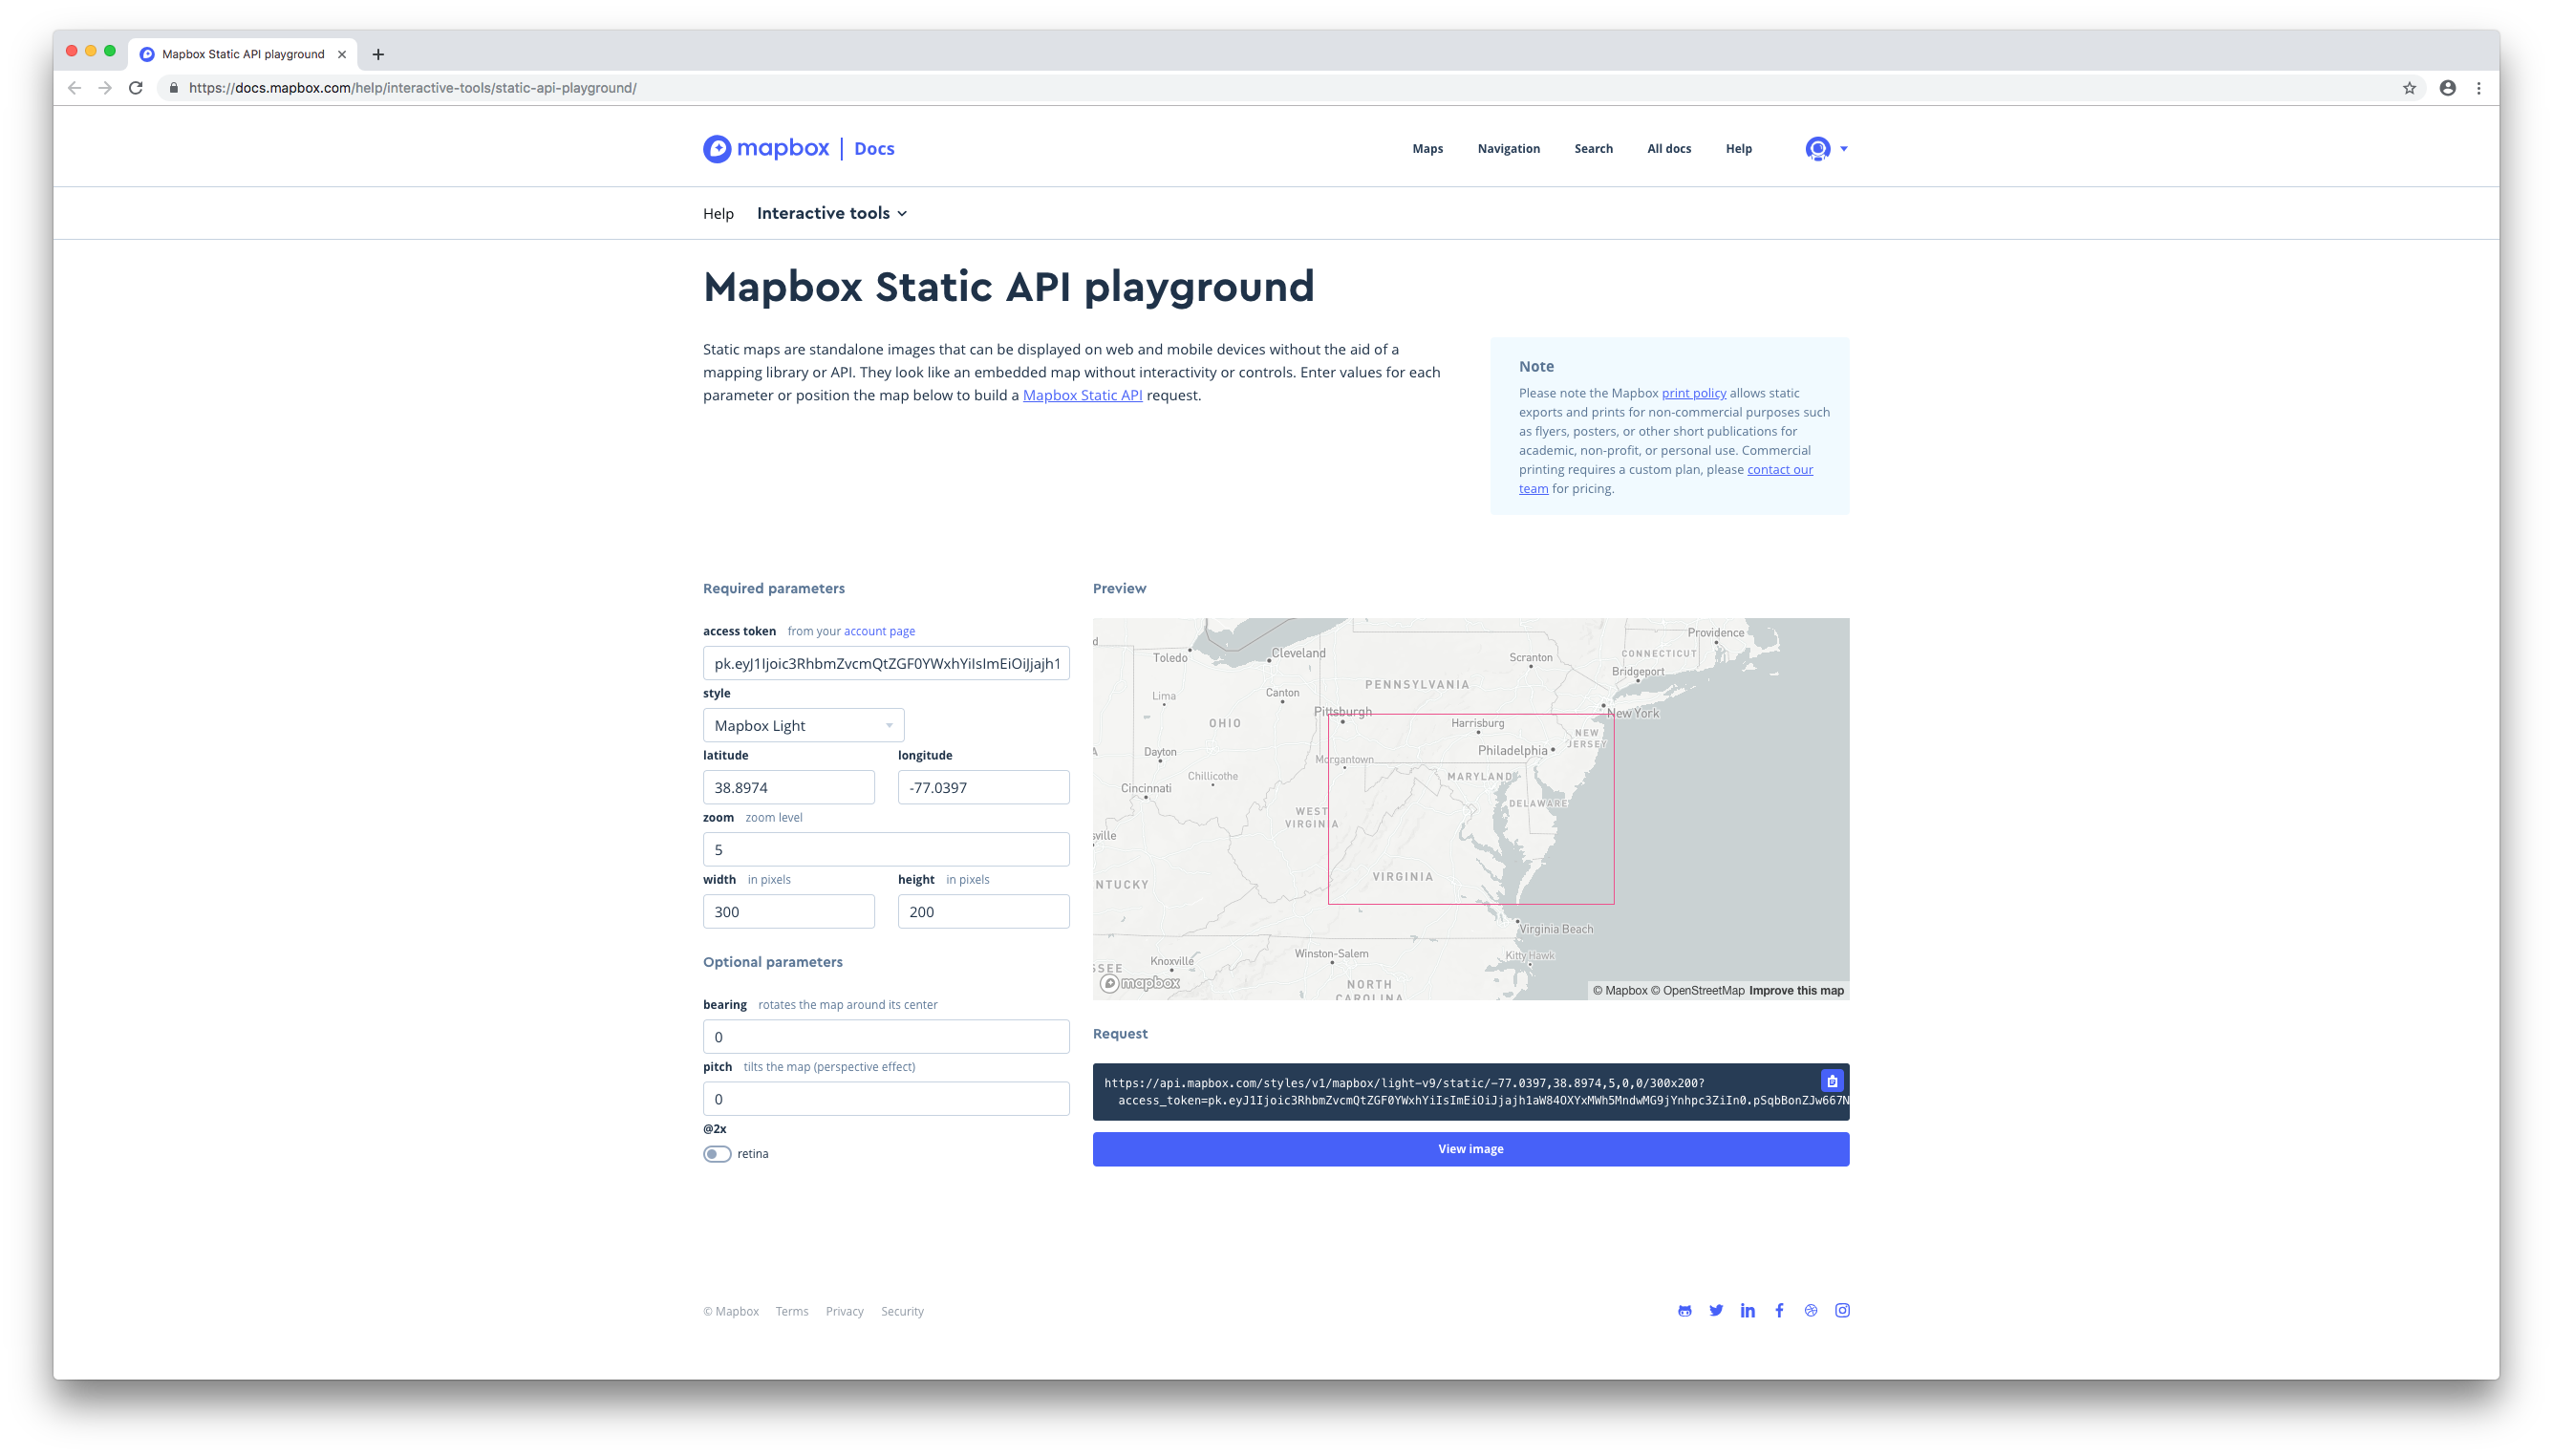 Mapbox Static API playground
https://docs.mapbox.com/help/interactive-tools/static-api-playground/
mapbox | Docs
Maps Navigation Search All docs Help
Help Interactive tools
Mapbox Static API playground
Static maps are standalone images that can be displayed on web and mobile devices without the aid of a
mapping library or API. They look like an embedded map without interactivity or controls. Enter values for each
parameter or position the map below to build a Mapbox Static API request.
Note
Please note the Mapbox print policy allows static
exports and prints for non-commercial purposes such
as flyers, posters, or other short publications for
academic, non-profit, or personal use. Commercial
printing requires a custom plan, please contact our
team for pricing.
Required parameters
access token from your account page
pk.eyJ1Ijoic3RhbmZvcmQtZGF0YWxhYiIsImEiOiJjajh1
style
Mapbox Light
latitude longitude
38.8974 -77.0397
zoom zoom level
5
width in pixels height in pixels
300 200
Optional parameters
bearing rotates the map around its center
0
pitch tilts the map (perspective effect)
0
@2x
retina
Preview
Providence
Toledo
Cleveland
Scranton
CONNECTICUT
Bridgeport
Lima
Canton
PENNSYLVANIA
Pittsburgh
New York
OHIO
Harrisburg
NEW
JERSEY
Dayton
Morgantown
Philadelphia
Chillicothe
MARYLAND
Cincinnati
DELAWARE
WEST
VIRGINIA
sville
NTUCKY
VIRGINIA
Virginia Beach
Winston-Salem
Kitty Hawk
Knoxville
SSEE
NORTH
CAROLINA
mapbox
© Mapbox © OpenStreetMap Improve this map
Request
https://api.mapbox.com/styles/v1/mapbox/light-v9/static/-77.0397,38.8974,5,0,0/300x200?
access_token=pk.eyJ1Ijoic3RhbmZvcmQtZGF0YWxhYiIsImEiOiJjajh1aW84OXYxMWh5MndwMG9jYnhpc3ZiIn0.pSqbBonZJw667N
View image
© Mapbox Terms Privacy Security